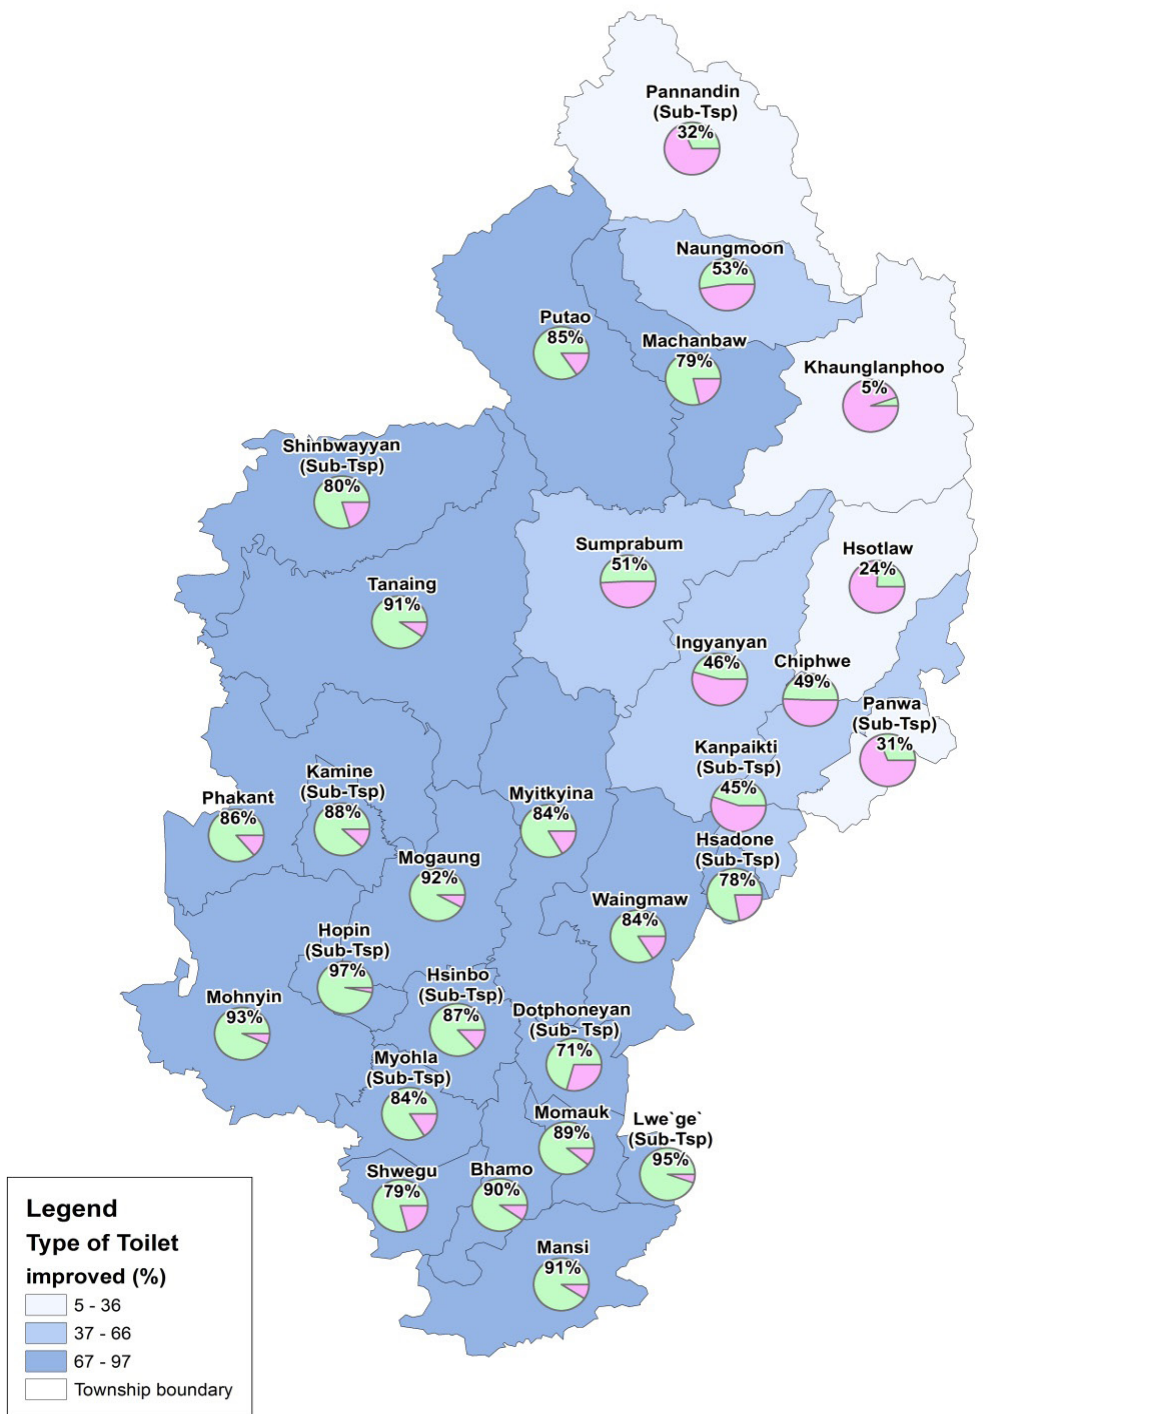 Pannandin
(Sub-Tsp)
32%
Naungmoon
53%
Putao
85%
Machanbaw
79%
Khaunglanphoo
5%
Shinbwayyan
(Sub-Tsp)
80%
Sumprabum
51%
Hsotlaw
24%
Tanaing
91%
Ingyanyan
46%
Chiphwe
49%
Panwa
(Sub-Tsp)
31%
Kanpaikti
(Sub-Tsp)
45%
Kamine
(Sub-Tsp)
88%
Phakant
86%
Myitkyina
84%
Hsadone
(Sub-Tsp)
78%
Mogaung
92%
Waingmaw
84%
Hopin
(Sub-Tsp)
97%
Hsinbo
(Sub-Tsp)
87%
Mohnyin
93%
Dotphoneyan
(Sub- Tsp)
71%
Myohla
(Sub-Tsp)
84%
Momauk
89%
Lwe`ge`
(Sub-Tsp)
95%
Shwegu
79%
Bhamo
90%
Mansi
91%
Legend
Type of Toilet
improved (%)
5 - 36
37 - 66
67 - 97
Township boundary